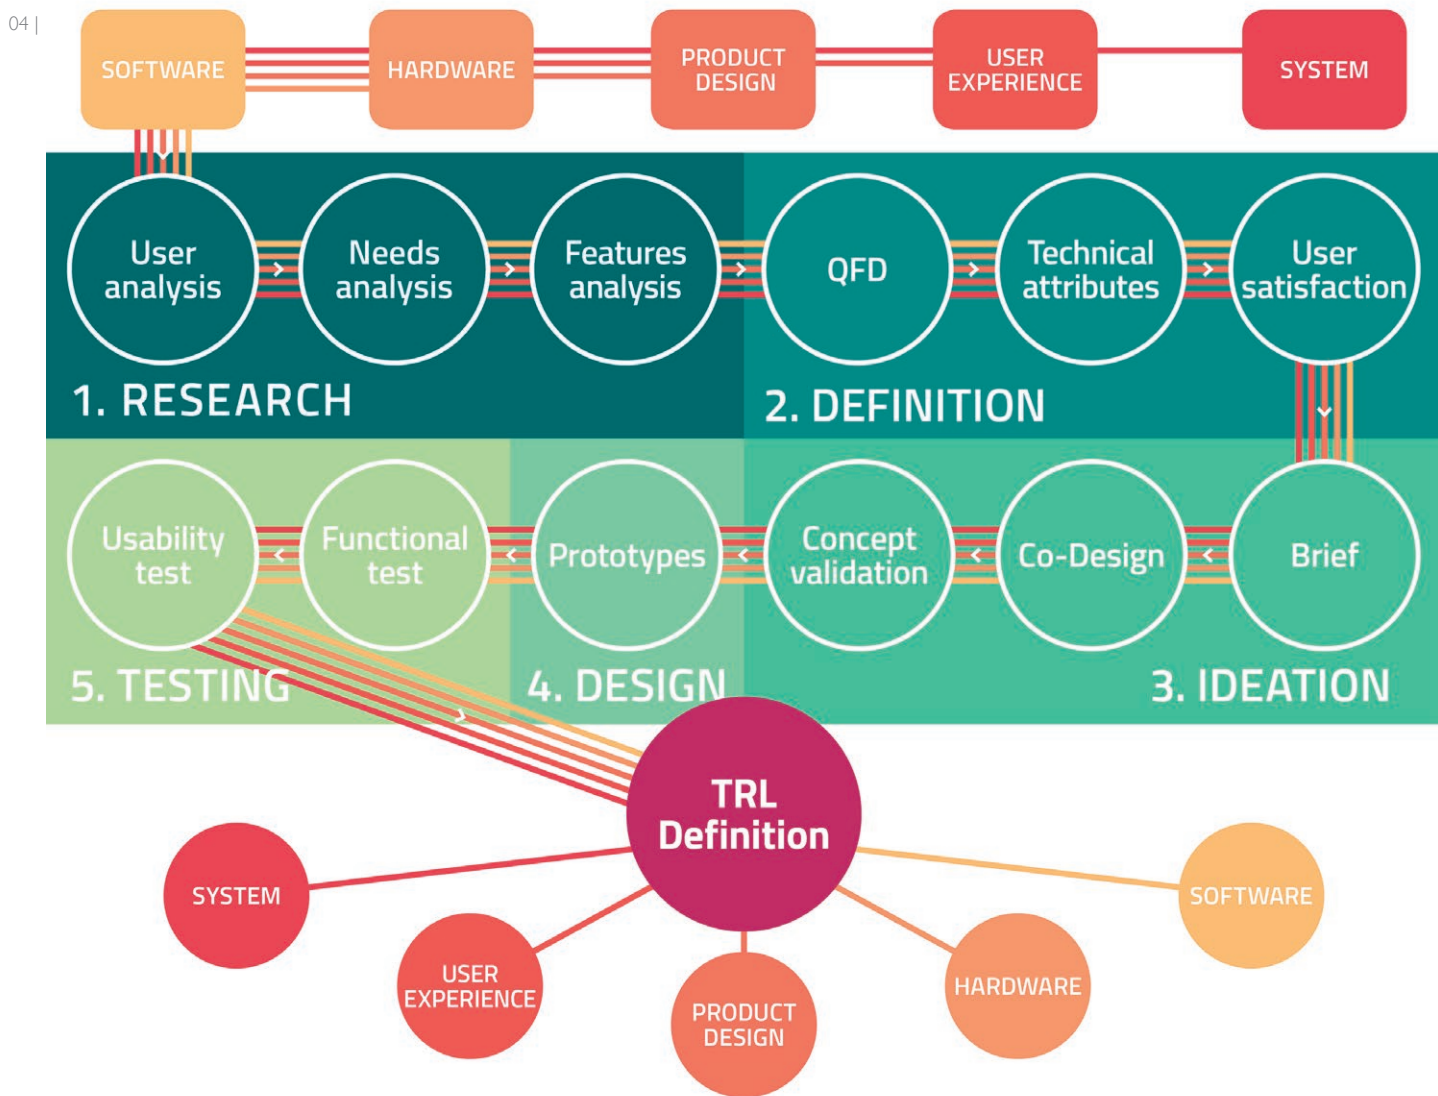 04 |
SOFTWARE
HARDWARE
PRODUCT
DESIGN
USER
EXPERIENCE
SYSTEM
User
analysis
Needs
analysis
Features
analysis
QFD
Technical
attributes
User
satisfaction
1. RESEARCH
2. DEFINITION
Usability
test
Functional
test
Prototypes
Concept
validation
Co-Design
Brief
5. TESTING
4. DESIGN
3. IDEATION
TRL
Definition
SYSTEM
USER
EXPERIENCE
PRODUCT
DESIGN
HARDWARE
SOFTWARE